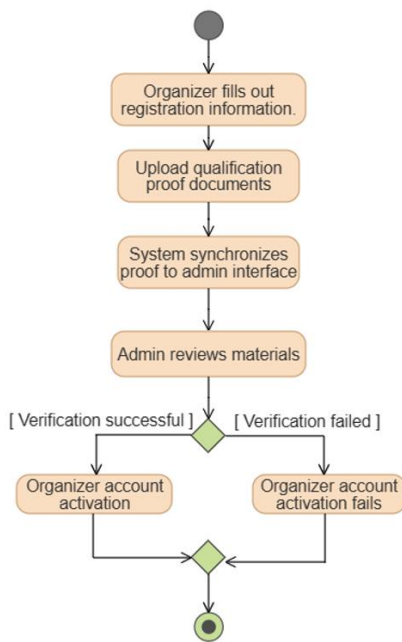 Organizer fills out
registration information.
Upload qualification
proof documents
System synchronizes
proof to admin interface
Admin reviews materials
[ Verification successful ]
[ Verification failed ]
Organizer account
activation
Organizer account
activation fails